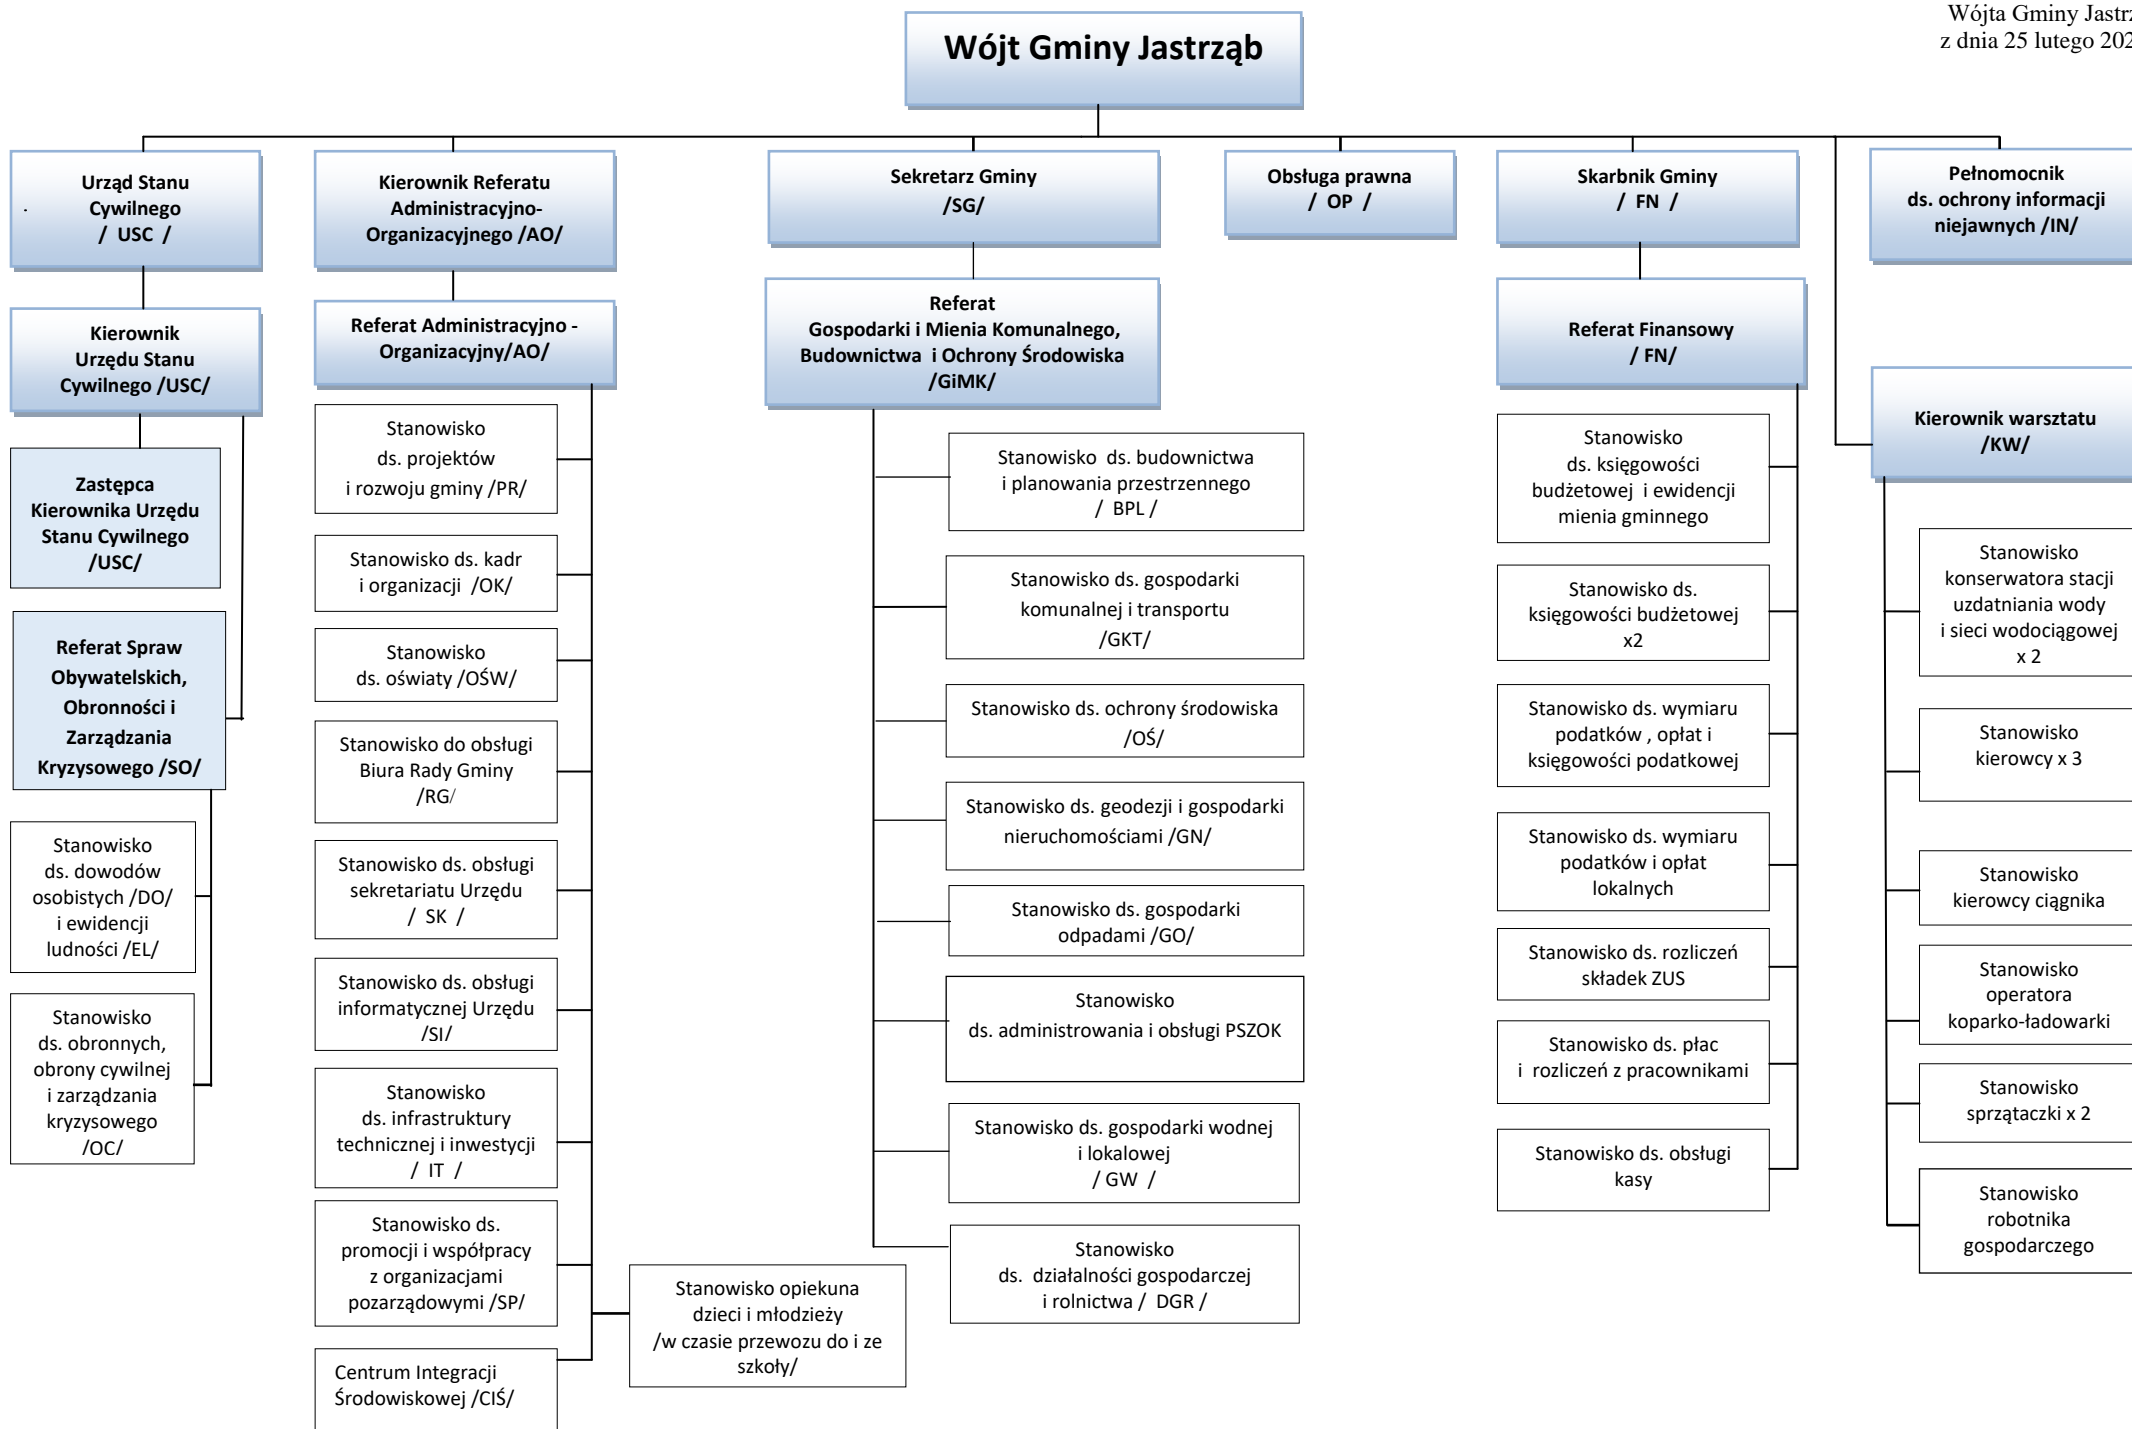 Wójta Gminy Jastrz
z dnia 25 lutego 202
Wójt Gminy Jastrząb
Urząd Stanu
Cywilnego
/ USC /
Kierownik Referatu
Administracyjno-
Organizacyjnego /AO/
Sekretarz Gminy
/SG/
Obsługa prawna
/ OP /
Skarbnik Gminy
/ FN /
Pełnomocnik
ds. ochrony informacji
niejawnych /IN/
Kierownik
Urzędu Stanu
Cywilnego /USC/
Zastępca
Kierownika Urzędu
Stanu Cywilnego
/USC/
Referat Spraw
Obywatelskich,
Obronności i
Zarządzania
Kryzysowego /SO/
Stanowisko
ds. dowodów
osobistych /DO/
i ewidencji
ludności /EL/
Stanowisko
ds. obronnych,
obrony cywilnej
i zarządzania
kryzysowego
/OC/
Referat Administracyjno -
Organizacyjny/AO/
Stanowisko
ds. projektów
i rozwoju gminy /PR/
Stanowisko ds. kadr
i organizacji /OK/
Stanowisko
ds. oświaty /OŚW/
Stanowisko do obsługi
Biura Rady Gminy
/RG/
Stanowisko ds. obsługi
sekretariatu Urzędu
/ SK /
Stanowisko ds. obsługi
informatycznej Urzędu
/SI/
Stanowisko
ds. infrastruktury
technicznej i inwestycji
/ IT /
Stanowisko ds.
promocji i współpracy
z organizacjami
pozarządowymi /SP/
Centrum Integracji
Środowiskowej /CIŚ/
Stanowisko opiekuna
dzieci i młodzieży
/w czasie przewozu do i ze
szkoły/
Referat
Gospodarki i Mienia Komunalnego,
Budownictwa i Ochrony Środowiska
/GiMK/
Stanowisko ds. budownictwa
i planowania przestrzennego
/ BPL /
Stanowisko ds. gospodarki
komunalnej i transportu
/GKT/
Stanowisko ds. ochrony środowiska
/OŚ/
Stanowisko ds. geodezji i gospodarki
nieruchomościami /GN/
Stanowisko ds. gospodarki
odpadami /GO/
Stanowisko
ds. administrowania i obsługi PSZOK
Stanowisko ds. gospodarki wodnej
i lokalowej
/ GW /
Stanowisko
ds. działalności gospodarczej
i rolnictwa / DGR /
Referat Finansowy
/ FN/
Stanowisko
ds. księgowości
budżetowej i ewidencji
mienia gminnego
Stanowisko ds.
księgowości budżetowej
x2
Stanowisko ds. wymiaru
podatków , opłat i
księgowości podatkowej
Stanowisko ds. wymiaru
podatków i opłat
lokalnych
Stanowisko ds. rozliczeń
składek ZUS
Stanowisko ds. płac
i rozliczeń z pracownikami
Stanowisko ds. obsługi
kasy
Kierownik warsztatu
/KW/
Stanowisko
konserwatora stacji
uzdatniania wody
i sieci wodociągowej
x 2
Stanowisko
kierowcy x 3
Stanowisko
kierowcy ciągnika
Stanowisko
operatora
koparko-ładowarki
Stanowisko
sprzątaczki x 2
Stanowisko
robotnika
gospodarczego